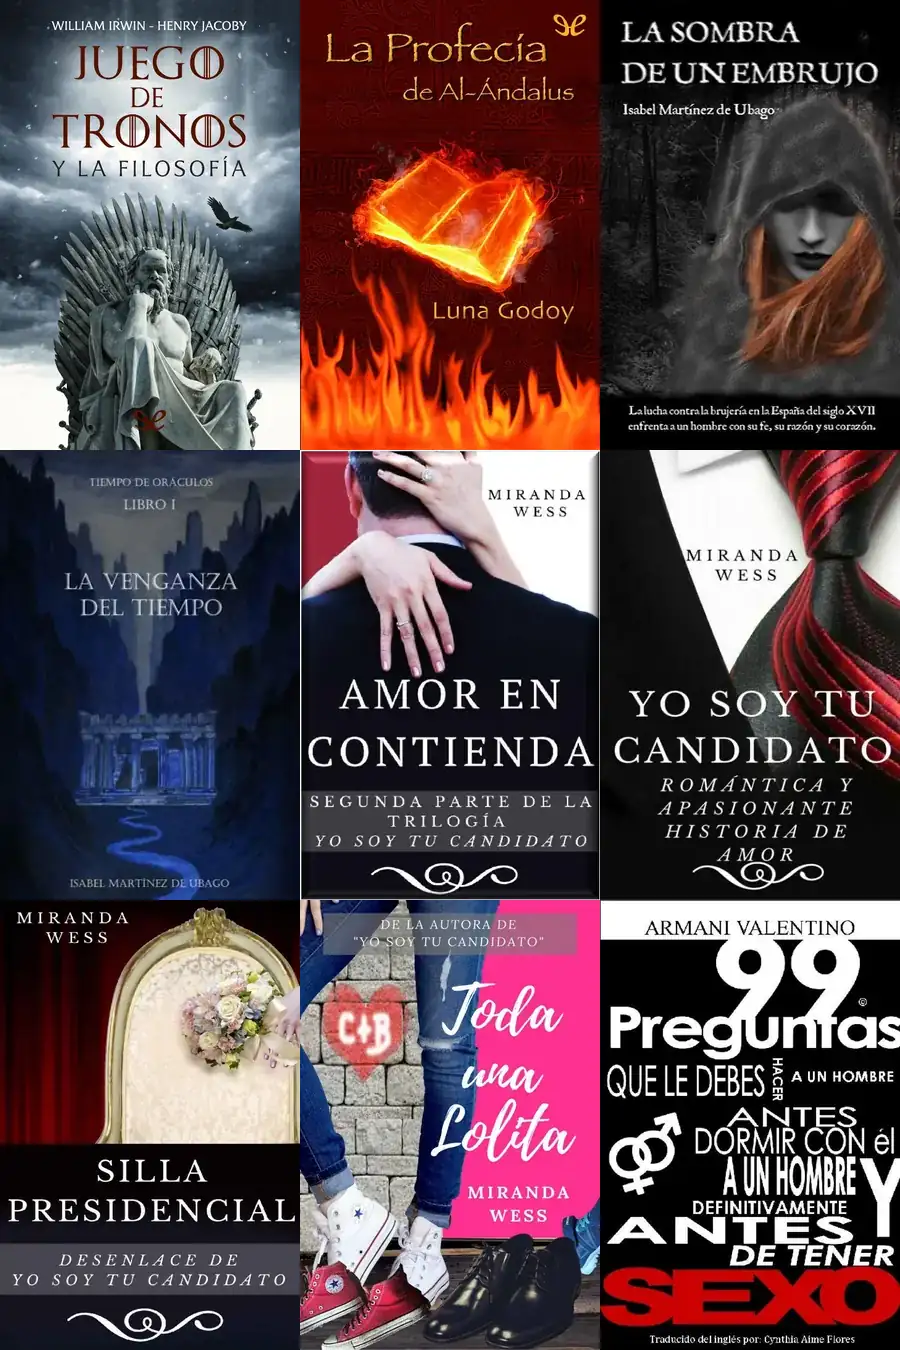 WILLIAM IRWIN - HENRY JACOBY
JUEGO
DE
TRONOS
Y LA FILOSOFÍA
La Profecía
de Al-Ándalus
Luna Godoy
LA SOMBRA
DE UN EMBRUJO
Isabel Martínez de Ubago
La lucha contra la brujería en la España del siglo XVII
enfrenta a un hombre con su fe, su razón y su corazón.
TIEMPO DE ORÁCULOS
LIBRO I
LA VENGANZA
DEL TIEMPO
ISABEL MARTÍNEZ DE UBAGO
MIRANDA
WESS
AMOR EN
CONTIENDA
SEGUNDA PARTE DE LA
TRILOGÍA
YO SOY TU CANDIDATO
MIRANDA
WESS
YO SOY TU
CANDIDATO
ROMÁNTICA Y
APASIONANTE
HISTORIA DE
AMOR
MIRANDA
WESS
SILLA
PRESIDENCIAL
DESENLACE DE
YO SOY TU CANDIDATO
DE LA AUTORA DE
"YO SOY TU CANDIDATO"
C+B
Toda
una
Lolita
MIRANDA
WESS
ARMANI VALENTINO
99
©
Preguntas
QUE LE DEBES HACER A UN HOMBRE
ANTES
DORMIR CON él
A UN HOMBRE Y
DEFINITIVAMENTE
ANTES
DE TENER
SEXO
Traducido del inglés por: Cynthia Aime Flores